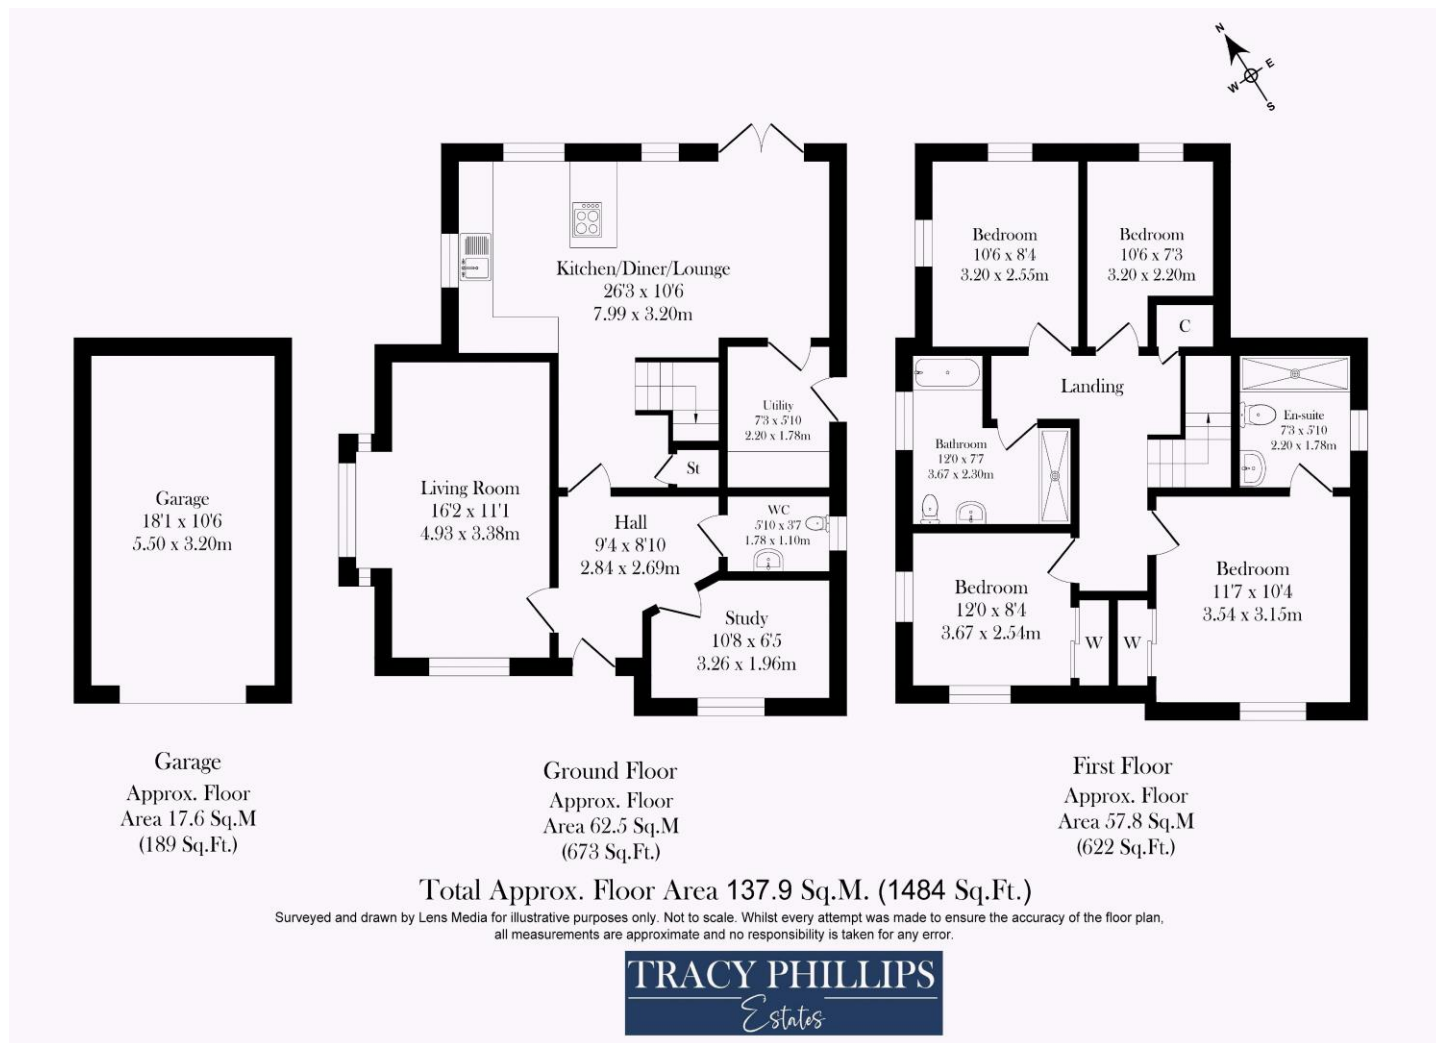 N
E
W
S
Kitchen/Diner/Lounge
26'3 x 10'6
7.99 x 3.20m
Utility
7'3 x 5'10
2.20 x 1.78m
St
Living Room
16'2 x 11'1
4.93 x 3.38m
Hall
9'4 x 8'10
2.84 x 2.69m
WC
5'10 x 3'7
1.78 x 1.10m
Study
10'8 x 6'5
3.26 x 1.96m
Garage
18'1 x 10'6
5.50 x 3.20m
Bedroom
10'6 x 8'4
3.20 x 2.55m
Bedroom
10'6 x 7'3
3.20 x 2.20m
C
Landing
Bathroom
12'0 x 7'7
3.67 x 2.30m
En-suite
7'3 x 5'10
2.20 x 1.78m
Bedroom
12'0 x 8'4
3.67 x 2.54m
W
W
Bedroom
11'7 x 10'4
3.54 x 3.15m
Garage
Approx. Floor
Area 17.6 Sq.M
(189 Sq.Ft.)
Ground Floor
Approx. Floor
Area 62.5 Sq.M
(673 Sq.Ft.)
First Floor
Approx. Floor
Area 57.8 Sq.M
(622 Sq.Ft.)
Total Approx. Floor Area 137.9 Sq.M. (1484 Sq.Ft.)
Surveyed and drawn by Lens Media for illustrative purposes only. Not to scale. Whilst every attempt was made to ensure the accuracy of the floor plan,
all measurements are approximate and no responsibility is taken for any error.
TRACY PHILLIPS
Estates